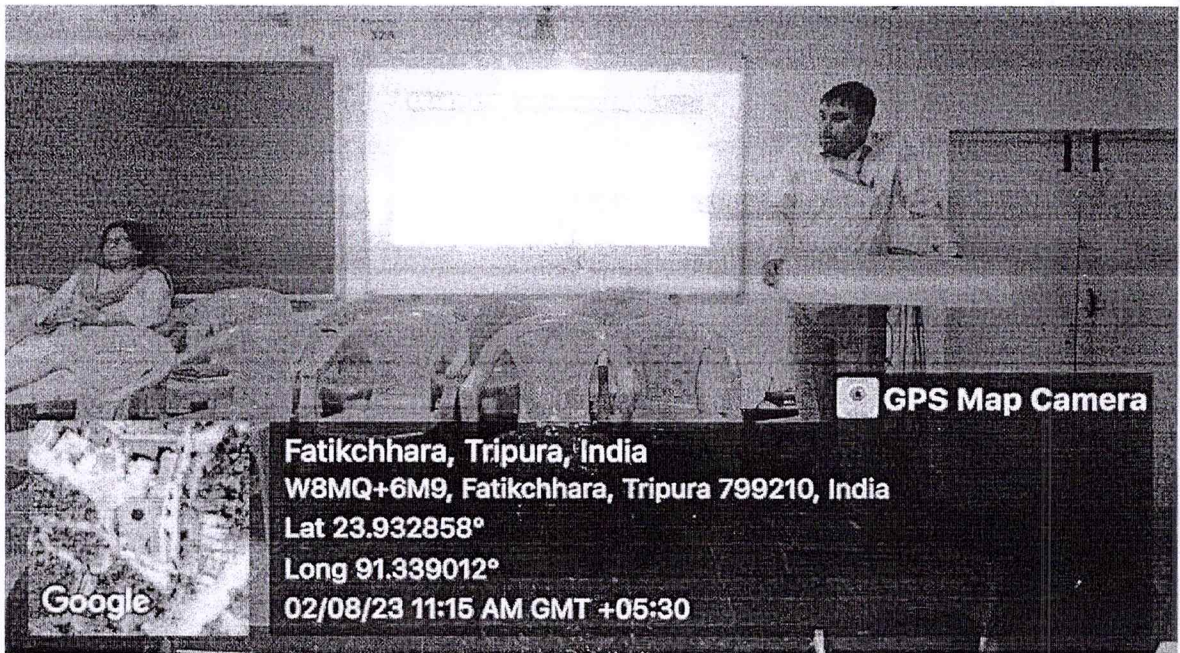 GPS Map Camera
Fatikchhara, Tripura, India
W8MQ+6M9, Fatikchhara, Tripura 799210, India
Lat 23.932858°
Long 91.339012°
02/08/23 11:15 AM GMT +05:30
Google